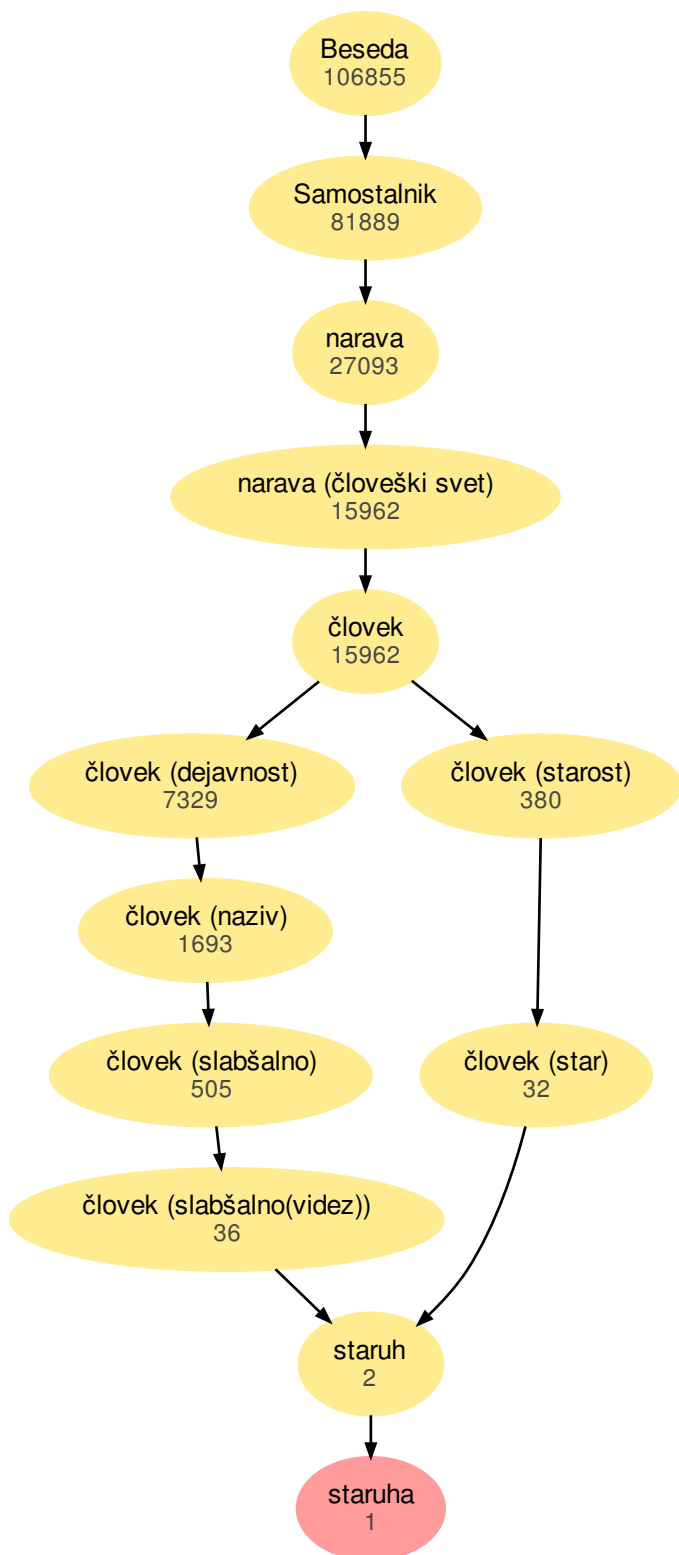 Beseda
106855
Samostalnik
81889
narava
27093
narava (človeški svet)
15962
človek
15962
človek (dejavnost)
7329
človek (starost)
380
človek (naziv)
1693
človek (slabšalno)
505
človek (star)
32
človek (slabšalno(videz))
36
staruh
2
staruha
1